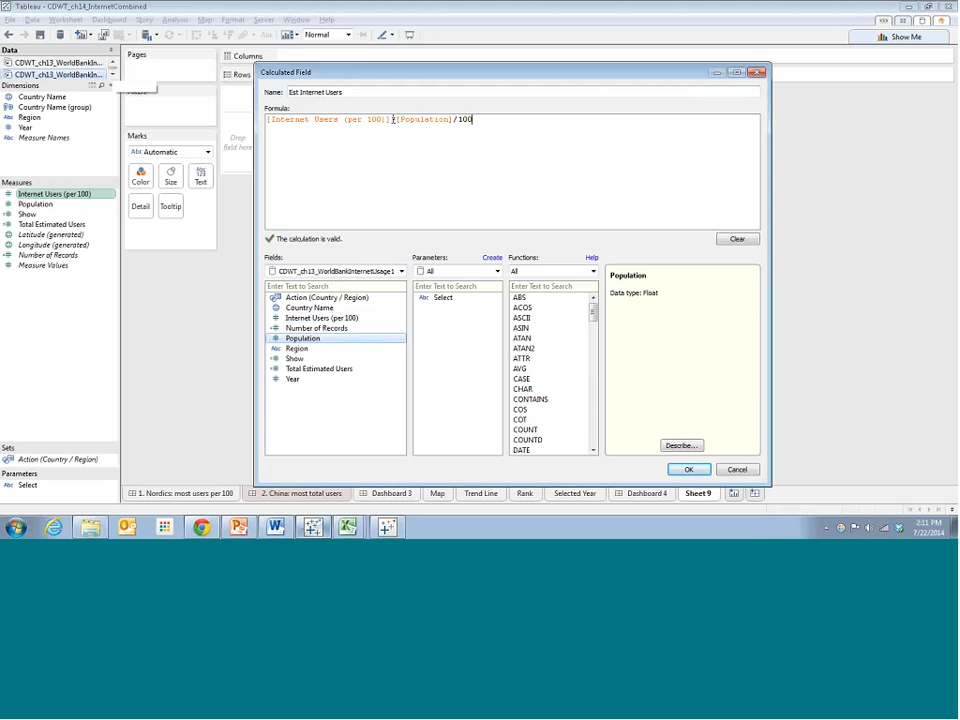 Tableau - CDWT_ch14_InternetCombined
File Data Worksheet Dashboard Story Analysis Map Format Server Window Help
Abc Normal
Show Me
Data
CDWT_ch13_WorldBankIn...
CDWT_ch13_WorldBankIn...
Dimensions
Country Name
Country Name (group)
Region
Year
Measure Names
Measures
Internet Users (per 100)
Population
Show
Total Estimated Users
Latitude (generated)
Longitude (generated)
Number of Records
Measure Values
Sets
Action (Country / Region)
Parameters
Abc Select
Pages
Marks
Abc Automatic
Color Size Text
Detail Tooltip
Columns
Rows
Drop
field here
Calculated Field
Name: Est Internet Users
Formula:
[Internet Users (per 100)]*[Population]/100
The calculation is valid.
Clear
Fields:
CDWT_ch13_WorldBankInternetUsage1
Enter Text to Search
Action (Country / Region)
Country Name
Internet Users (per 100)
Number of Records
Population
Abc Region
Show
Total Estimated Users
Year
Parameters: Create
All
Enter Text to Search
Abc Select
Functions: Help
All
Enter Text to Search
ABS
ACOS
ASCII
ASIN
ATAN
ATAN2
ATTR
AVG
CASE
CHAR
CONTAINS
COS
COT
COUNT
COUNTD
DATE
Population
Data type: Float
Describe...
OK Cancel
1. Nordics: most users per 100 2. China: most total users Dashboard 3 Map Trend Line Rank Selected Year Dashboard 4 Sheet 9
2:11 PM
7/22/2014